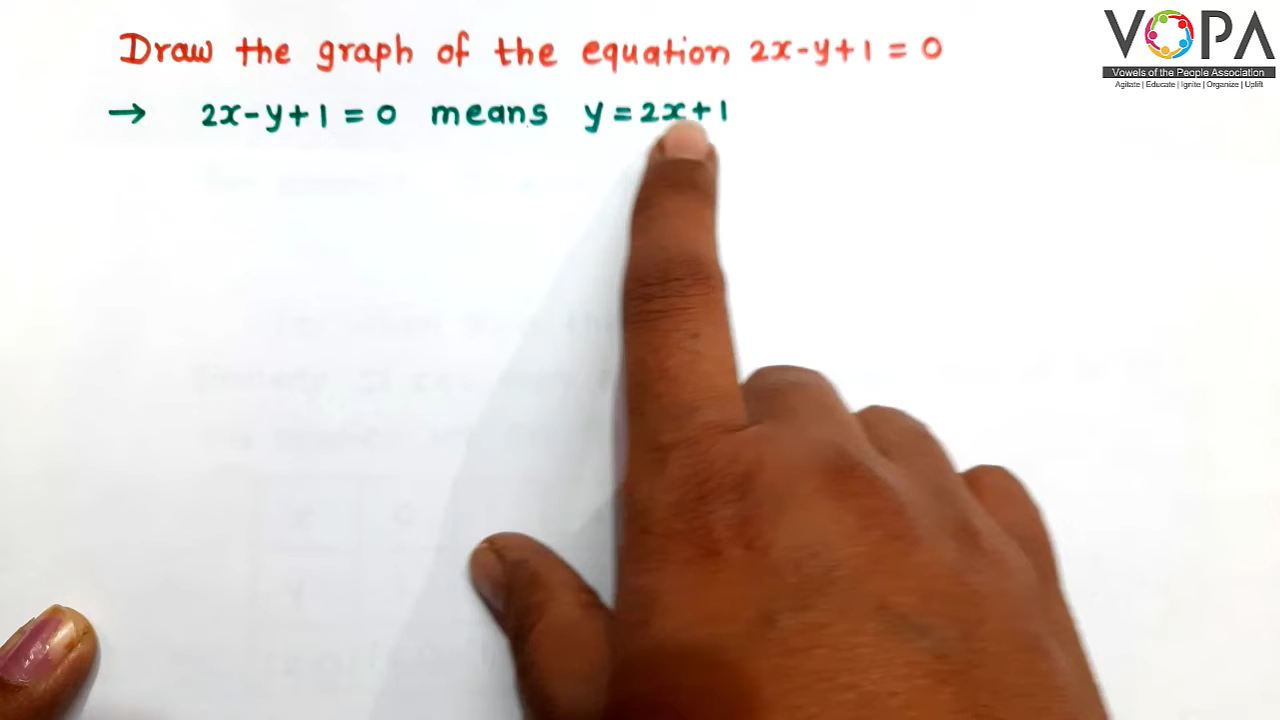 Draw the graph of the equation 2x-y+1 = 0
→ 2x-y+1 = 0 means y = 2x+1
VOPA
Vowels of the People Association
Agitate | Educate | Ignite | Organize | Uplift